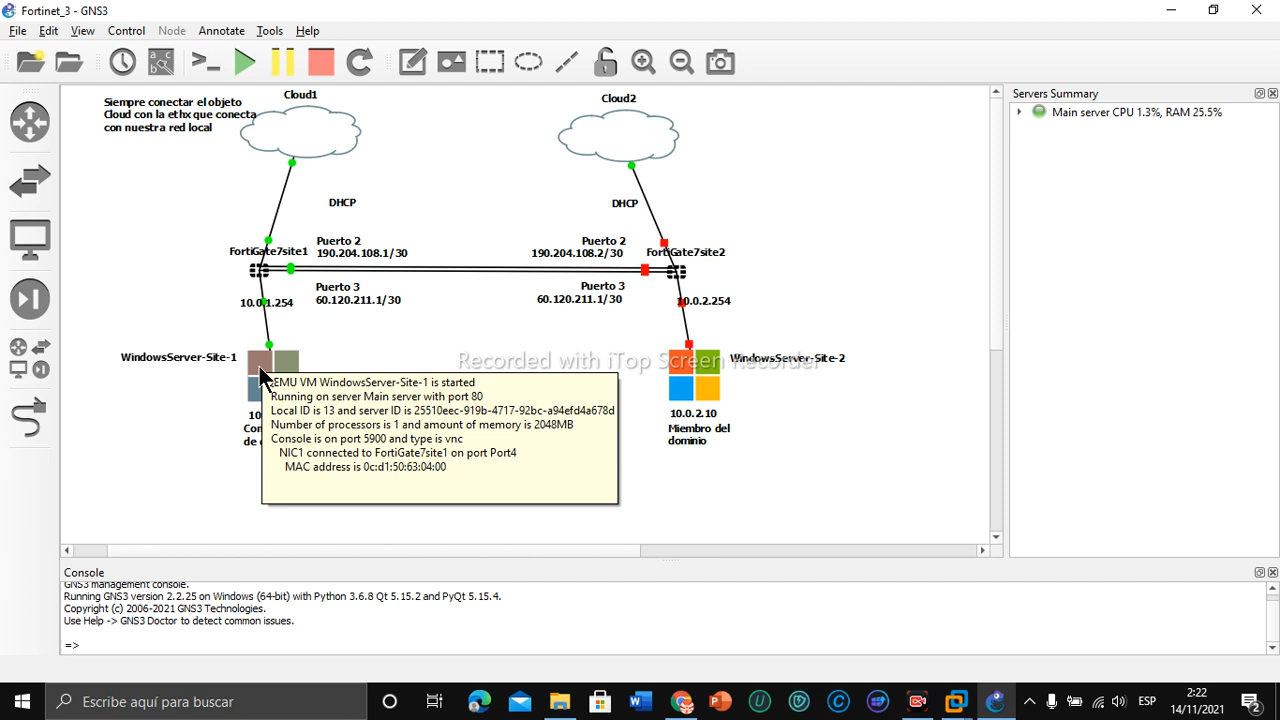 Fortinet_3 - GNS3
File Edit View Control Node Annotate Tools Help
Siempre conectar el objeto
Cloud con la ethx que conecta
con nuestra red local
Cloud1
Cloud2
DHCP
DHCP
FortiGate7site1
Puerto 2
190.204.108.1/30
Puerto 2
190.204.108.2/30
FortiGate7site2
Puerto 3
60.120.211.1/30
Puerto 3
60.120.211.1/30
10.0.1.254
10.0.2.254
WindowsServer-Site-1
WindowsServer-Site-2
Recorded with iTop Screen Recorder
EMU VM WindowsServer-Site-1 is started
Running on server Main server with port 80
Local ID is 13 and server ID is 25510eec-919b-4717-92bc-a94efd4a678d
Number of processors is 1 and amount of memory is 2048MB
Console is on port 5900 and type is vnc
NIC1 connected to FortiGate7site1 on port Port4
MAC address is 0c:d1:50:63:04:00
10
Con
de
10.0.2.10
Miembro del
dominio
Servers Summary
Main server CPU 1.3%, RAM 25.5%
Console
GNS3 management console.
Running GNS3 version 2.2.25 on Windows (64-bit) with Python 3.6.8 Qt 5.15.2 and PyQt 5.15.4.
Copyright (c) 2006-2021 GNS3 Technologies.
Use Help -> GNS3 Doctor to detect common issues.
=>
Escribe aquí para buscar
ESP
2:22
14/11/2021
2